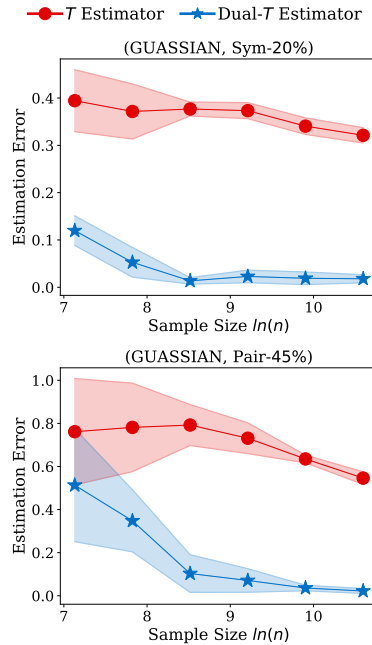 T Estimator Dual-T Estimator
(GUASSIAN, Sym-20%)
0.4
0.3
0.2
0.1
0.0
Estimation Error
7 8 9 10
Sample Size ln(n)
(GUASSIAN, Pair-45%)
1.0
0.8
0.6
0.4
0.2
0.0
Estimation Error
7 8 9 10
Sample Size ln(n)